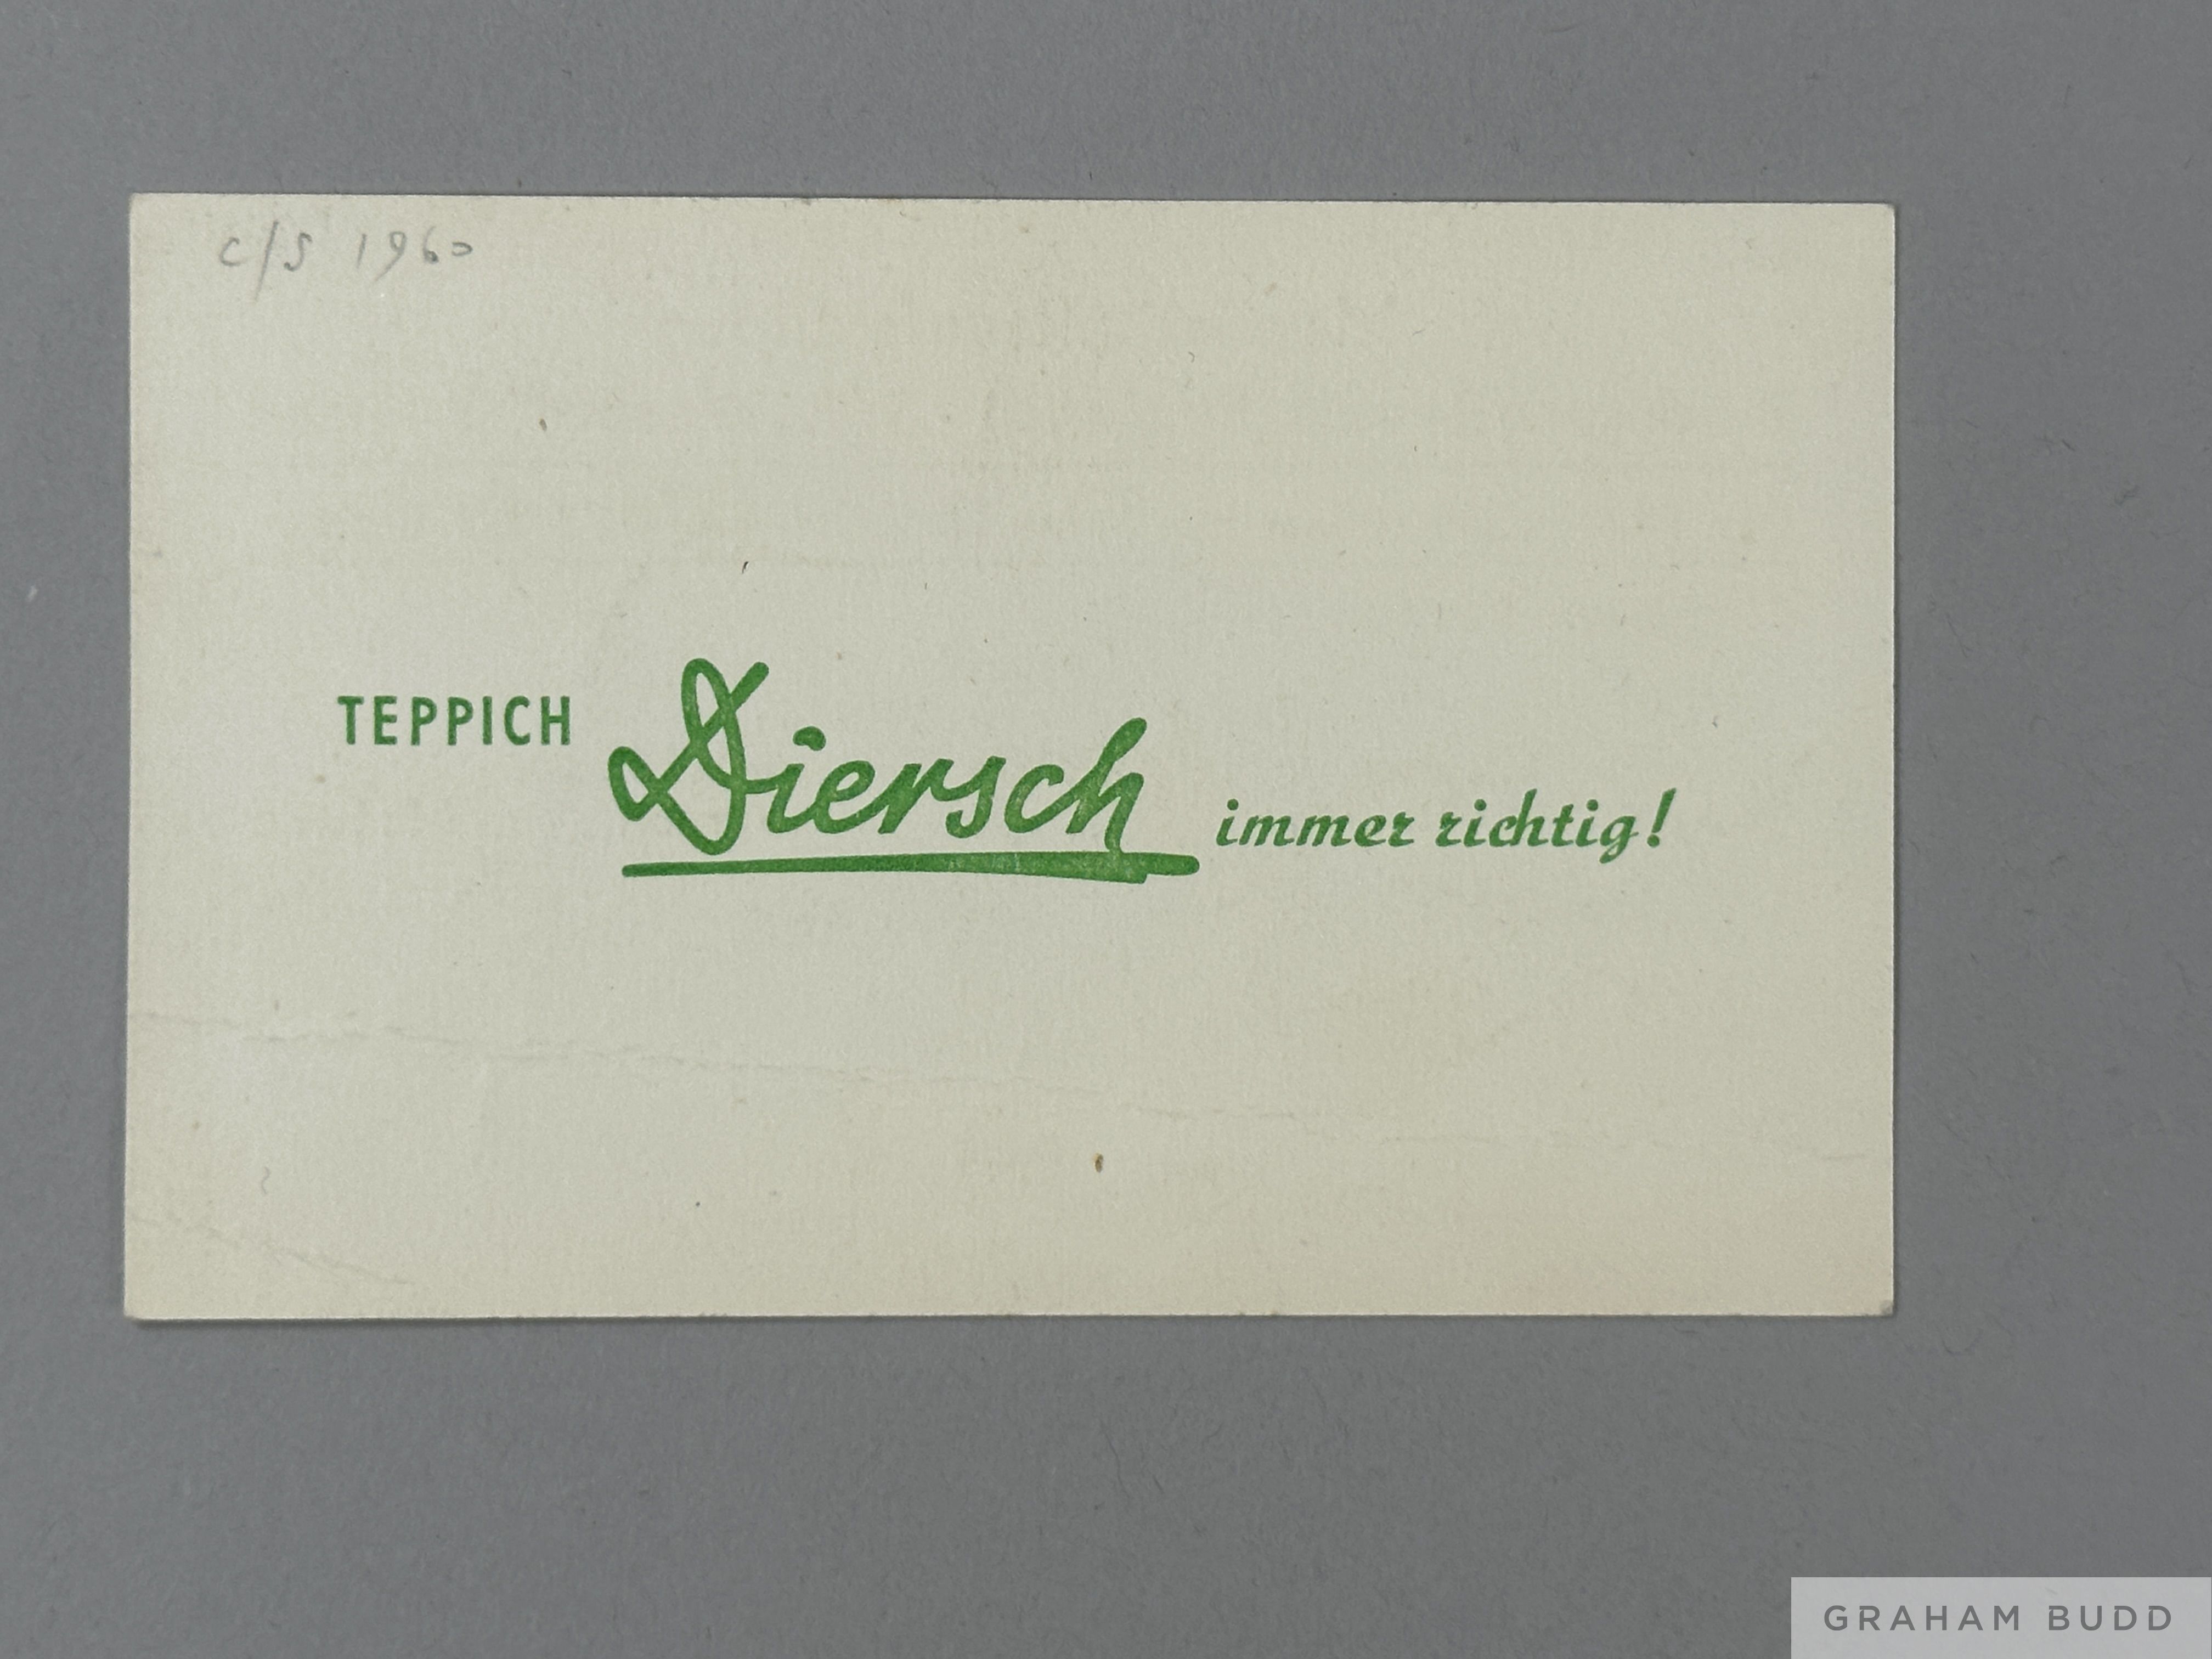 c/s 1960
TEPPICH Diersch immer richtig!
GRAHAM BUDD